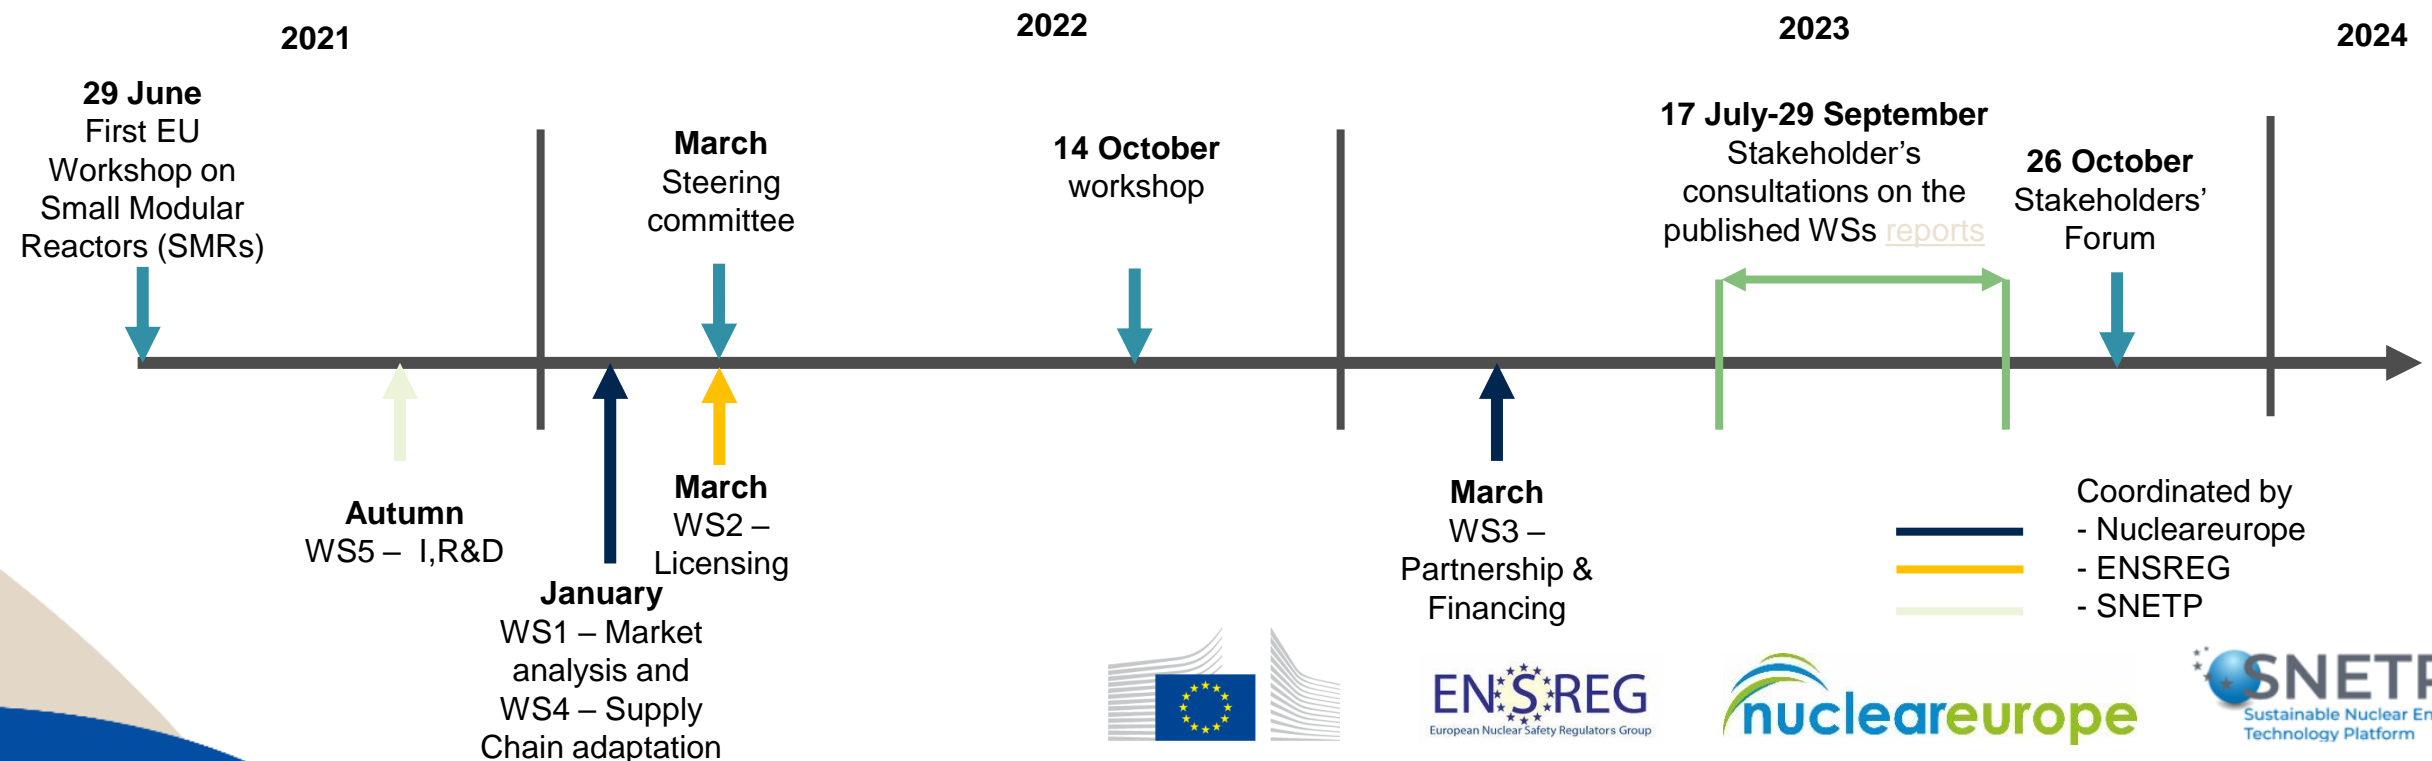 2021
2022
2023
2024
29 June
First EU
Workshop on
Small Modular
Reactors (SMRs)
March
Steering
committee
14 October
workshop
17 July-29 September
Stakeholder’s
consultations on the
published WSs reports
26 October
Stakeholders’
Forum
Autumn
WS5 – I,R&D
January
WS1 – Market
analysis and
WS4 – Supply
Chain adaptation
March
WS2 –
Licensing
March
WS3 –
Partnership &
Financing
Coordinated by
- Nucleareurope
- ENSREG
- SNETP
ENSREG
European Nuclear Safety Regulators Group
nucleareurope
SNETP
Sustainable Nuclear En
Technology Platform